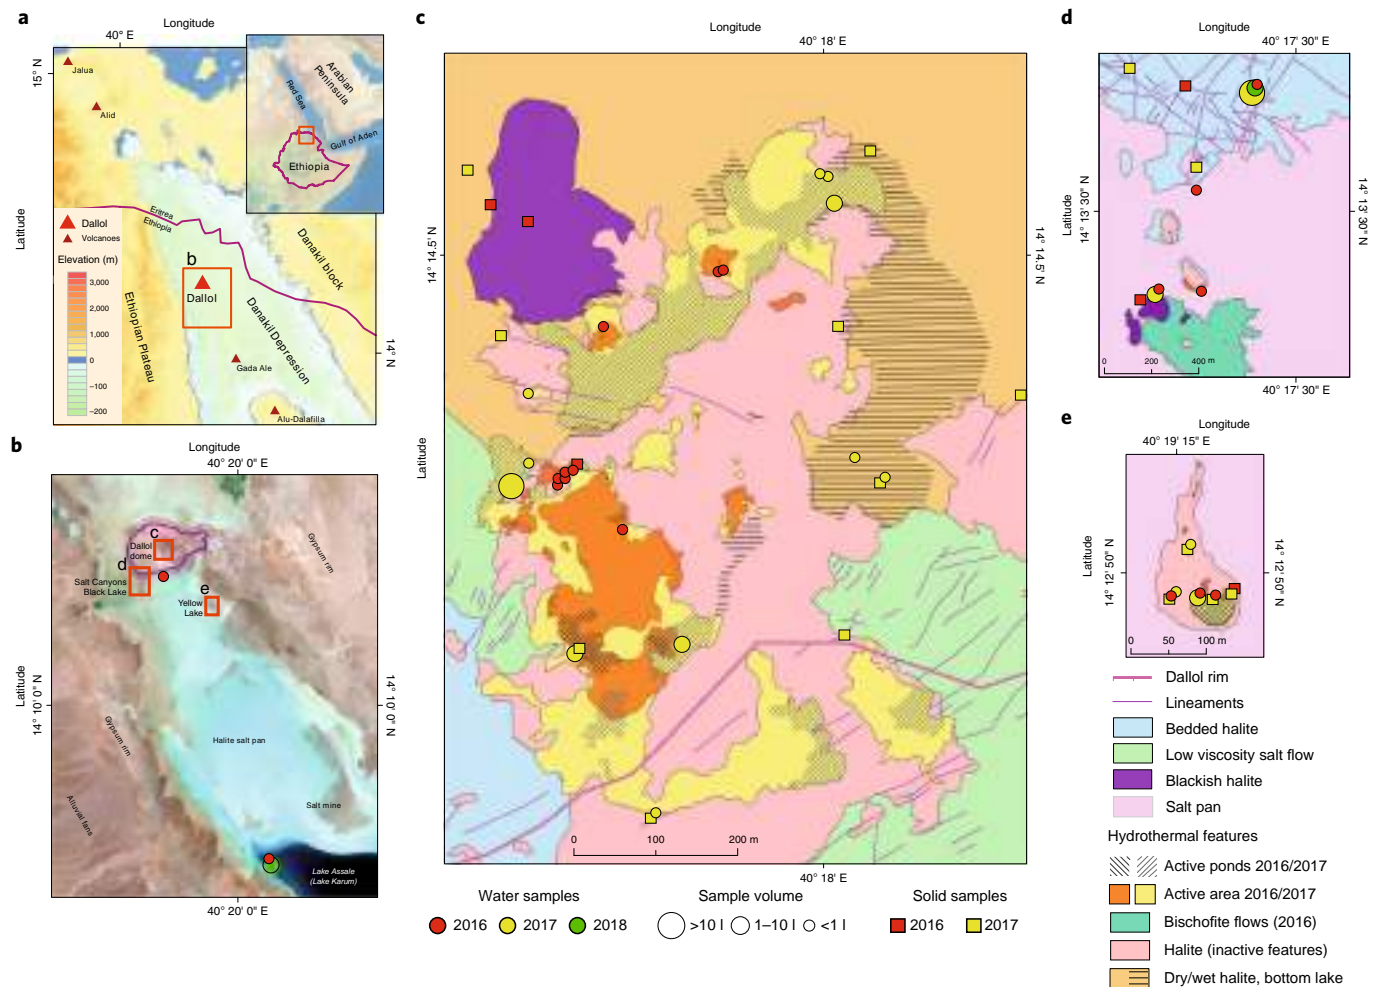 a
Longitude
40° E
15° N
Jalua
Alid
Arabian
Peninsula
Red Sea
Gulf of Aden
Ethiopia
Latitude
Eritrea
Ethiopia
Dallol
Volcanoes
Elevation (m)
3,000
2,000
1,000
0
–100
–200
b
Dallol
Danakil block
Ethiopian Plateau
Danakil Depression
Gada Ale
Alu-Dalafilla
14° N
b
Longitude
40° 20' 0" E
c
Dallol
dome
d
Salt Canyons
Black Lake
e
Yellow
Lake
Gypsum rim
Latitude
14° 10' 0" N
14° 10' 0" N
Gypsum rim
Halite salt pan
Alluvial fans
Salt mine
Lake Assale
(Lake Karum)
40° 20' 0" E
c
Longitude
40° 18' E
14° 14.5' N
14° 14.5' N
Latitude
0
100
200 m
40° 18' E
d
Longitude
40° 17' 30" E
Latitude
14° 13' 30" N
14° 13' 30" N
0
200
400 m
40° 17' 30" E
e
Longitude
40° 19' 15" E
Latitude
14° 12' 50" N
14° 12' 50" N
0
50
100 m
Water samples
2016
2017
2018
Sample volume
>10 l
1–10 l
<1 l
Solid samples
2016
2017
Dallol rim
Lineaments
Bedded halite
Low viscosity salt flow
Blackish halite
Salt pan
Hydrothermal features
Active ponds 2016/2017
Active area 2016/2017
Bischofite flows (2016)
Halite (inactive features)
Dry/wet halite, bottom lake